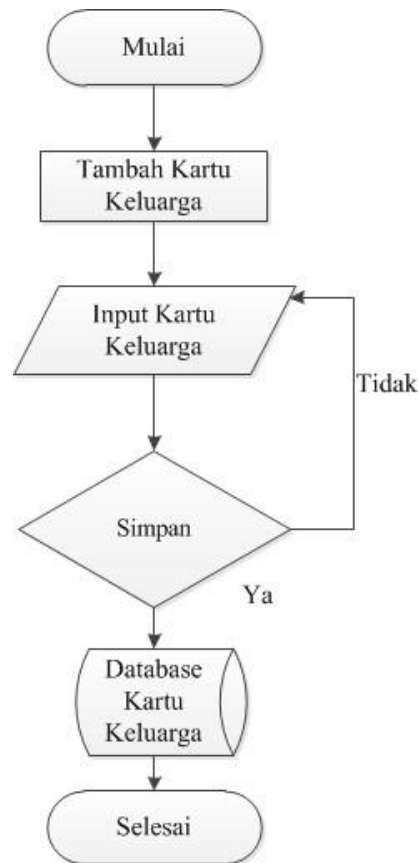 Mulai
Tambah Kartu
Keluarga
Input Kartu
Keluarga
Tidak
Simpan
Ya
Database
Kartu
Keluarga
Selesai